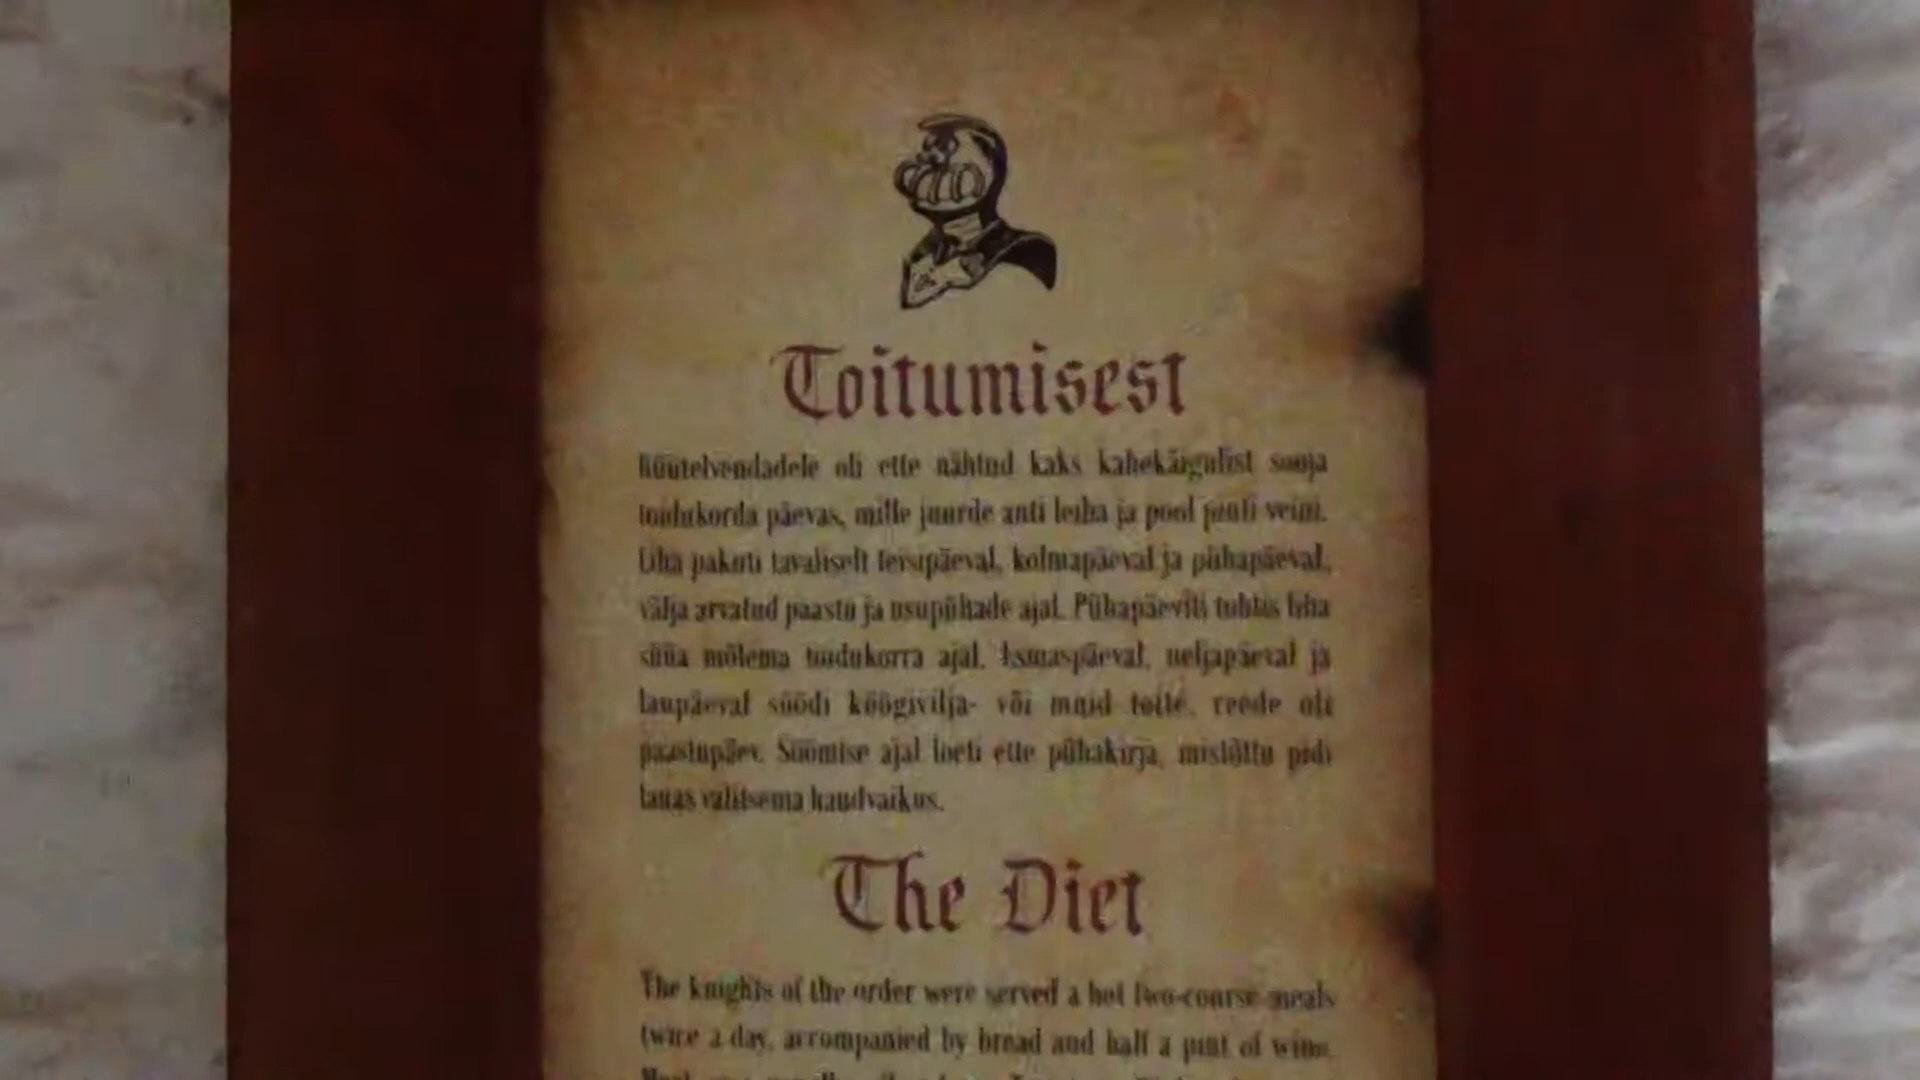 Toitumisest
Rüütelvendadele oli ette nähtud kaks kahekäigulist sooja
toidukorda päevas, mille juurde anti leiba ja pool pinti veini.
Liha pakuti tavaliselt teisipäeval, kolmapäeval ja pühapäeval,
välja arvatud paastu ja usupühade ajal. Pühapäeviti tohtis liha
süüa mõlema toidukorra ajal. Esmaspäeval, neljapäeval ja
laupäeval söödi köögivilja- või muid toite, reede oli
paastupäev. Söömise ajal loeti ette pühakirja, mistõttu pidi
lauas valitsema haudvaikus.
The Diet
The knights of the order were served a hot two-course meals
twice a day, accompanied by bread and half a pint of wine.